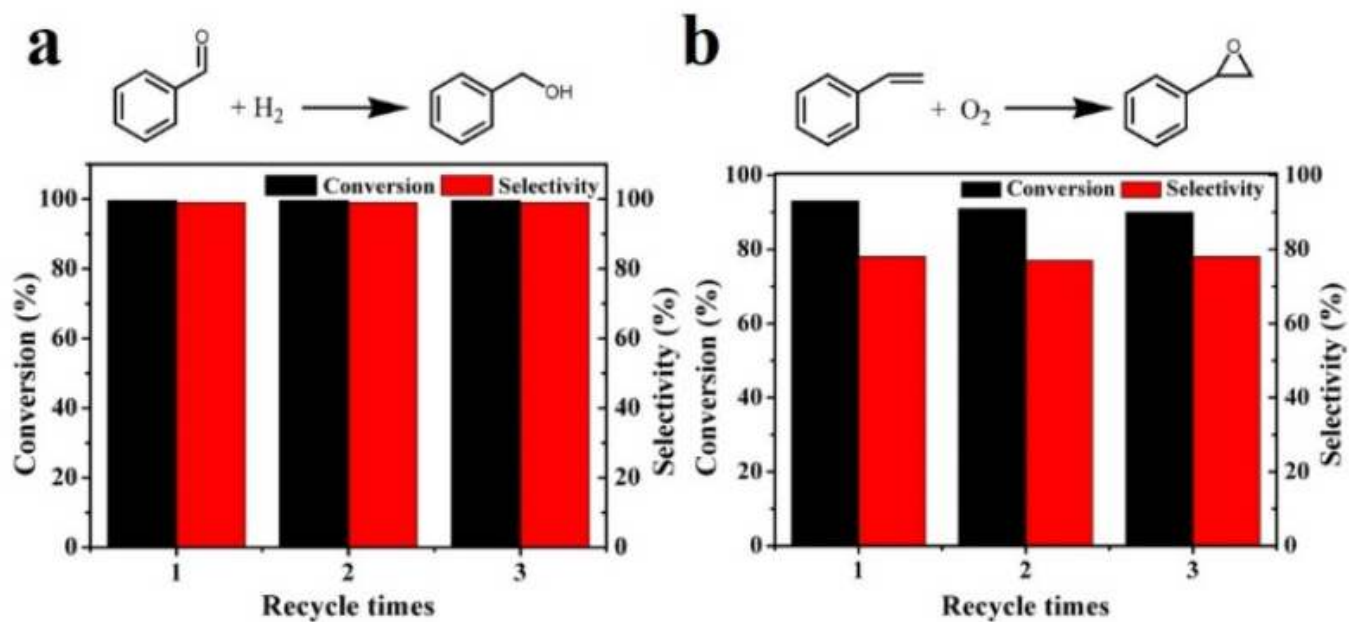 a
O
+ H2
OH
Conversion Selectivity
100
80
60
40
20
0
Conversion (%)
100
80
60
40
20
0
Selectivity (%)
1 2 3
Recycle times
b
O
+ O2
Conversion Selectivity
100
80
60
40
20
0
Conversion (%)
100
80
60
40
20
0
Selectivity (%)
1 2 3
Recycle times